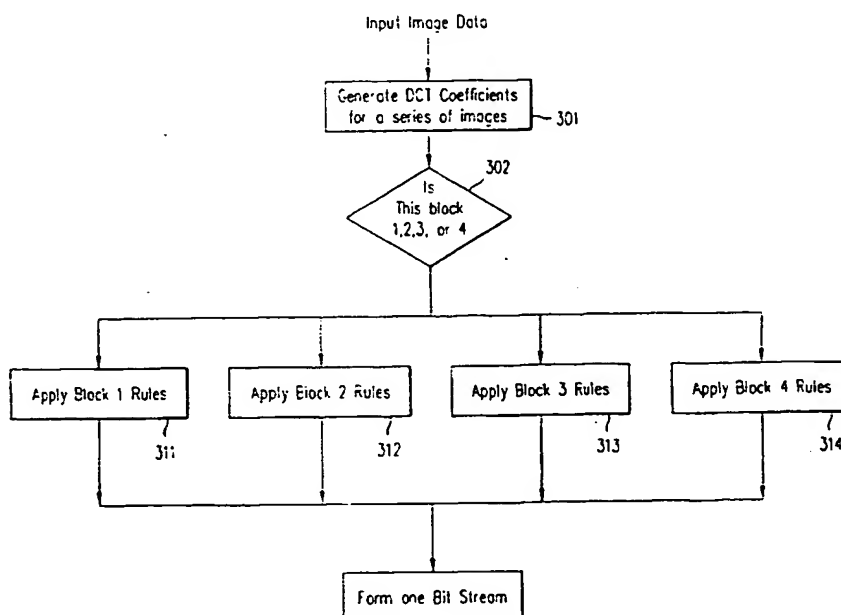 Input Image Data
Generate DCT Coefficients
for a series of images
301
302
Is
This block
1,2,3, or 4
Apply Block 1 Rules
Apply Block 2 Rules
Apply Block 3 Rules
Apply Block 4 Rules
311
312
313
314
Form one Bit Stream